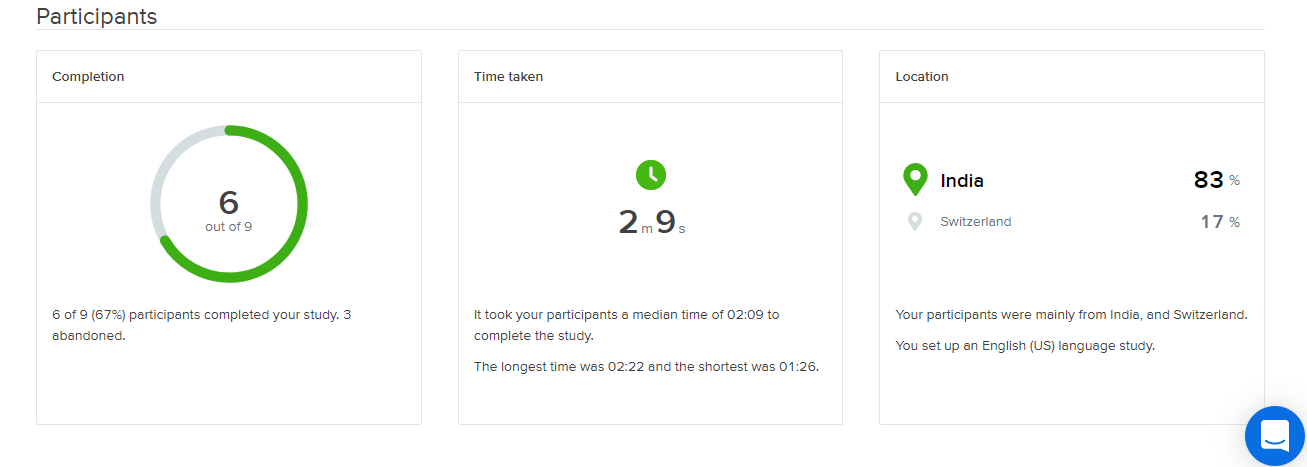 Participants
Completion
6
out of 9
6 of 9 (67%) participants completed your study. 3
abandoned.
Time taken
2 m 9 s
It took your participants a median time of 02:09 to
complete the study.
The longest time was 02:22 and the shortest was 01:26.
Location
India 83 %
Switzerland 17 %
Your participants were mainly from India, and Switzerland.
You set up an English (US) language study.